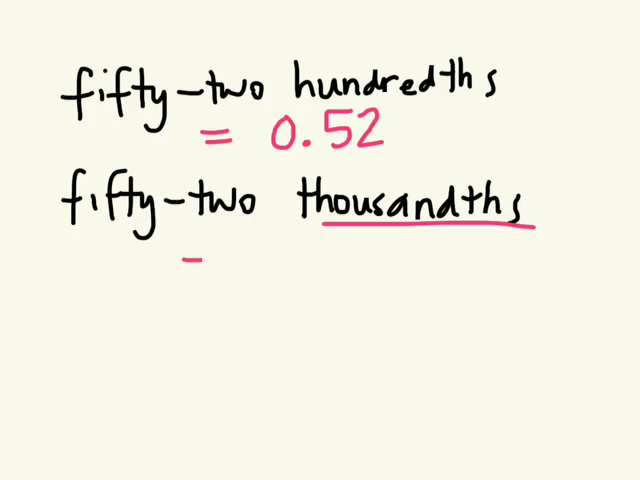 fifty-two hundredths
= 0.52
fifty-two thousandths
-